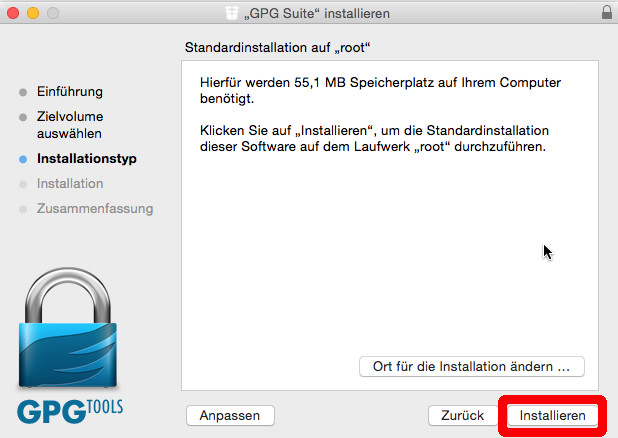 „GPG Suite“ installieren
Standardinstallation auf „root“
Einführung
Zielvolume
auswählen
Installationstyp
Installation
Zusammenfassung
Hierfür werden 55,1 MB Speicherplatz auf Ihrem Computer
benötigt.
Klicken Sie auf „Installieren“, um die Standardinstallation
dieser Software auf dem Laufwerk „root“ durchzuführen.
Ort für die Installation ändern ...
GPGTOOLS
Anpassen
Zurück
Installieren